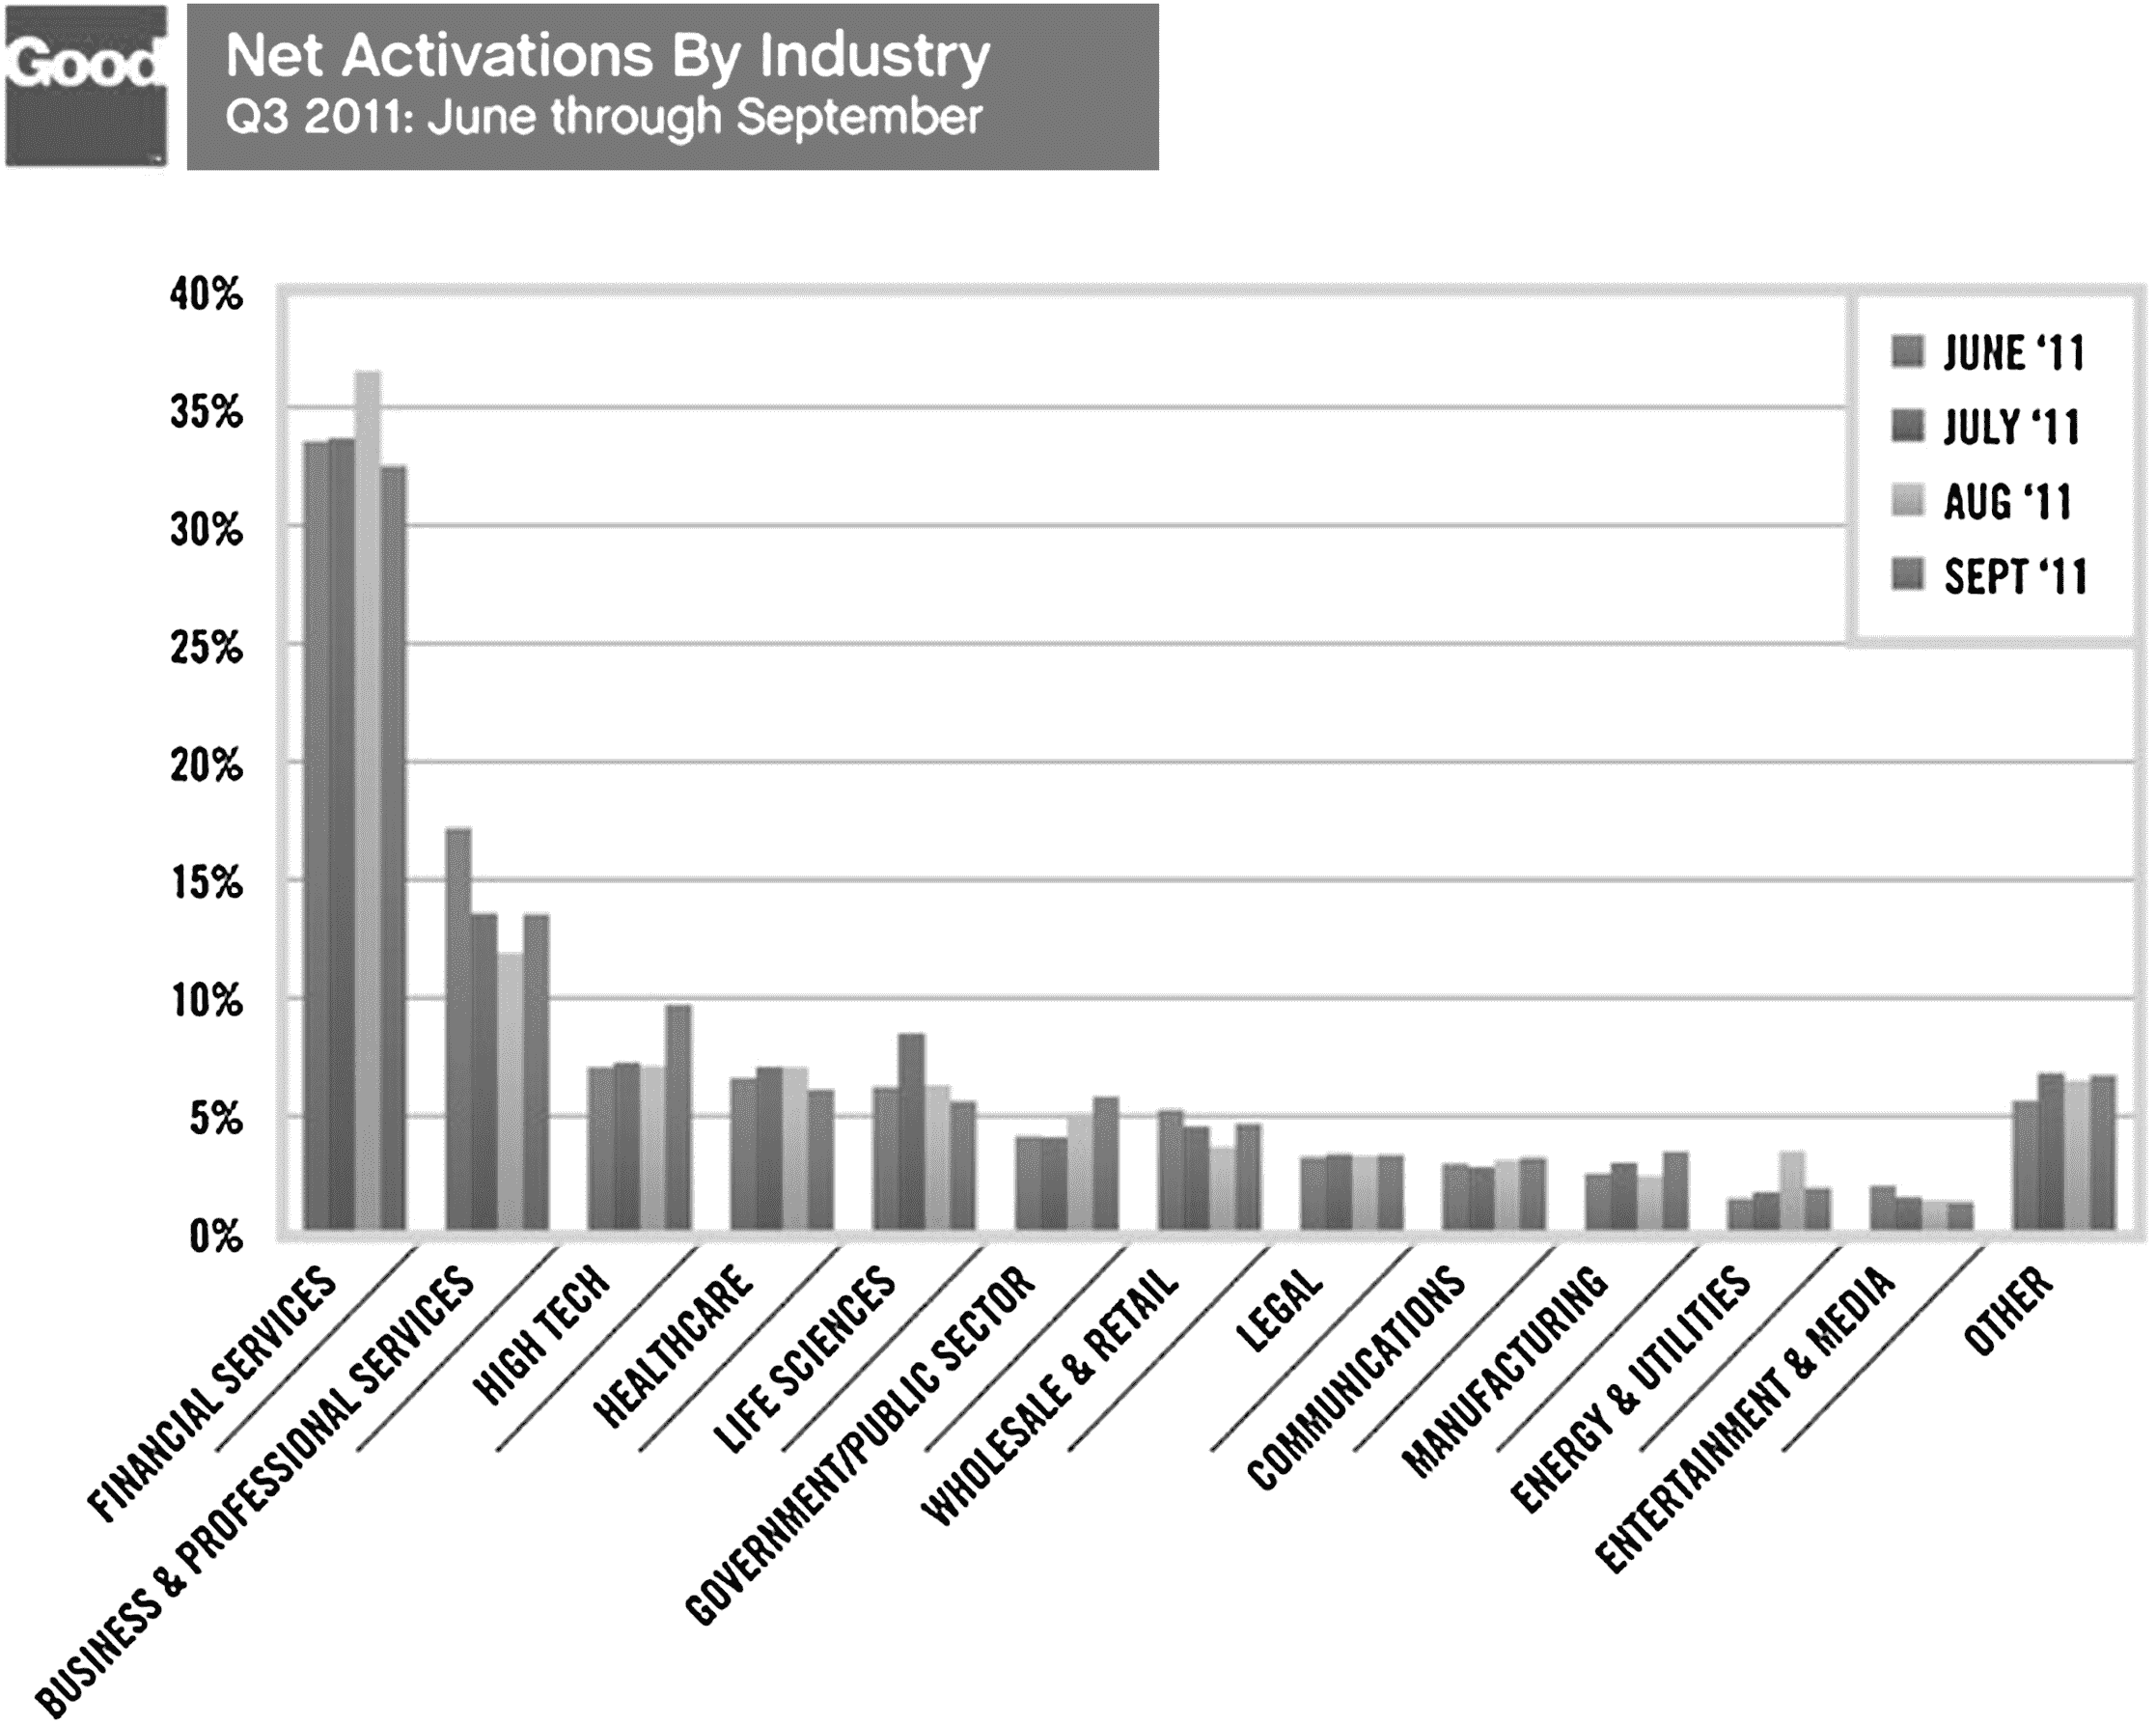 Good
Net Activations By Industry
Q3 2011: June through September
40%
35%
30%
25%
20%
15%
10%
5%
0%
JUNE ‘11
JULY ‘11
AUG ‘11
SEPT ‘11
FINANCIAL SERVICES
BUSINESS & PROFESSIONAL SERVICES
HIGH TECH
HEALTHCARE
LIFE SCIENCES
GOVERNMENT/PUBLIC SECTOR
WHOLESALE & RETAIL
LEGAL
COMMUNICATIONS
MANUFACTURING
ENERGY & UTILITIES
ENTERTAINMENT & MEDIA
OTHER